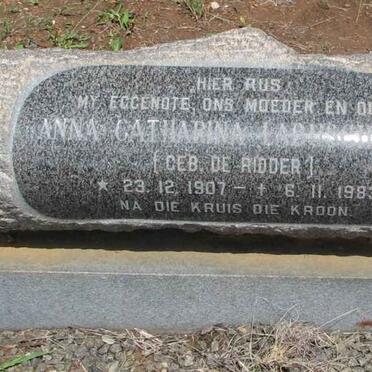 HIER RUS
MY EGGENOTE, ONS MOEDER EN
ANNA CATHARINA
[GEB. DE RIDDER]
★ 23.12.1907 – † 6.11.1983
NA DIE KRUIS DIE KROON.